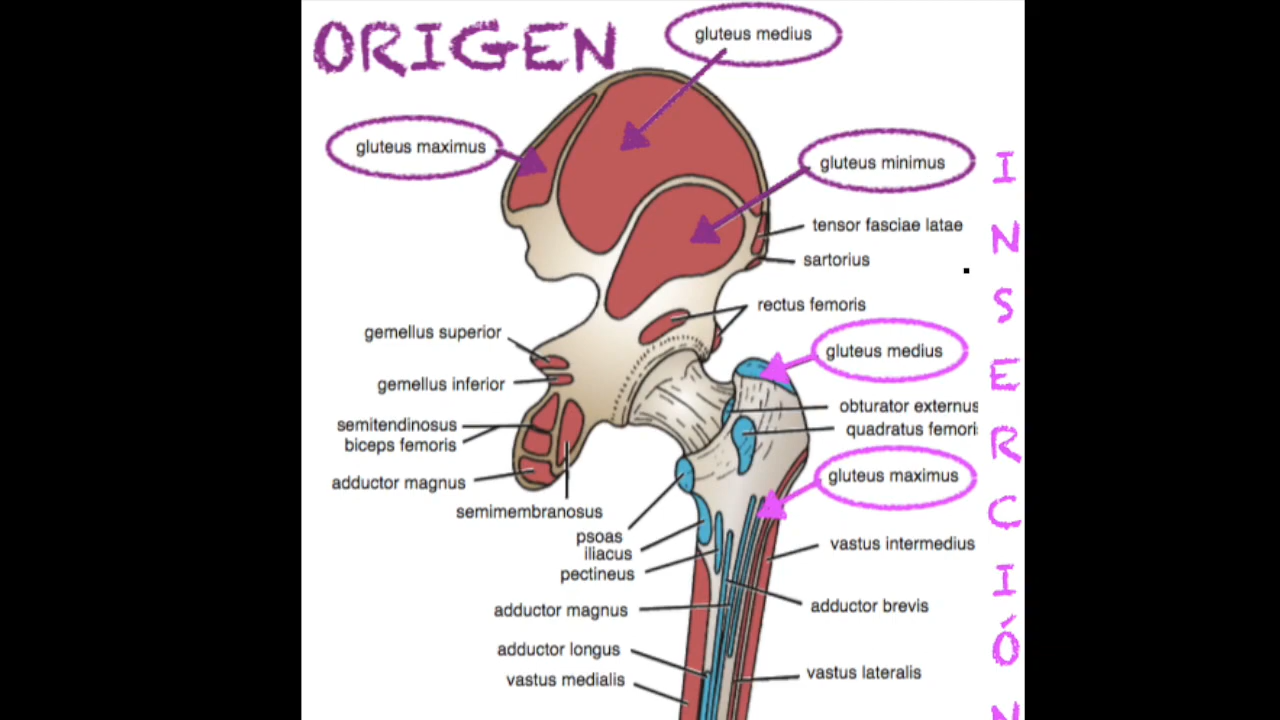 ORIGEN
gluteus medius
gluteus maximus
gluteus minimus
tensor fasciae latae
sartorius
rectus femoris
gemellus superior
gluteus medius
gemellus inferior
obturator externus
semitendinosus
quadratus femoris
biceps femoris
gluteus maximus
adductor magnus
semimembranosus
psoas
vastus intermedius
iliacus
pectineus
adductor magnus
adductor brevis
adductor longus
vastus lateralis
vastus medialis
INSERCIÓN